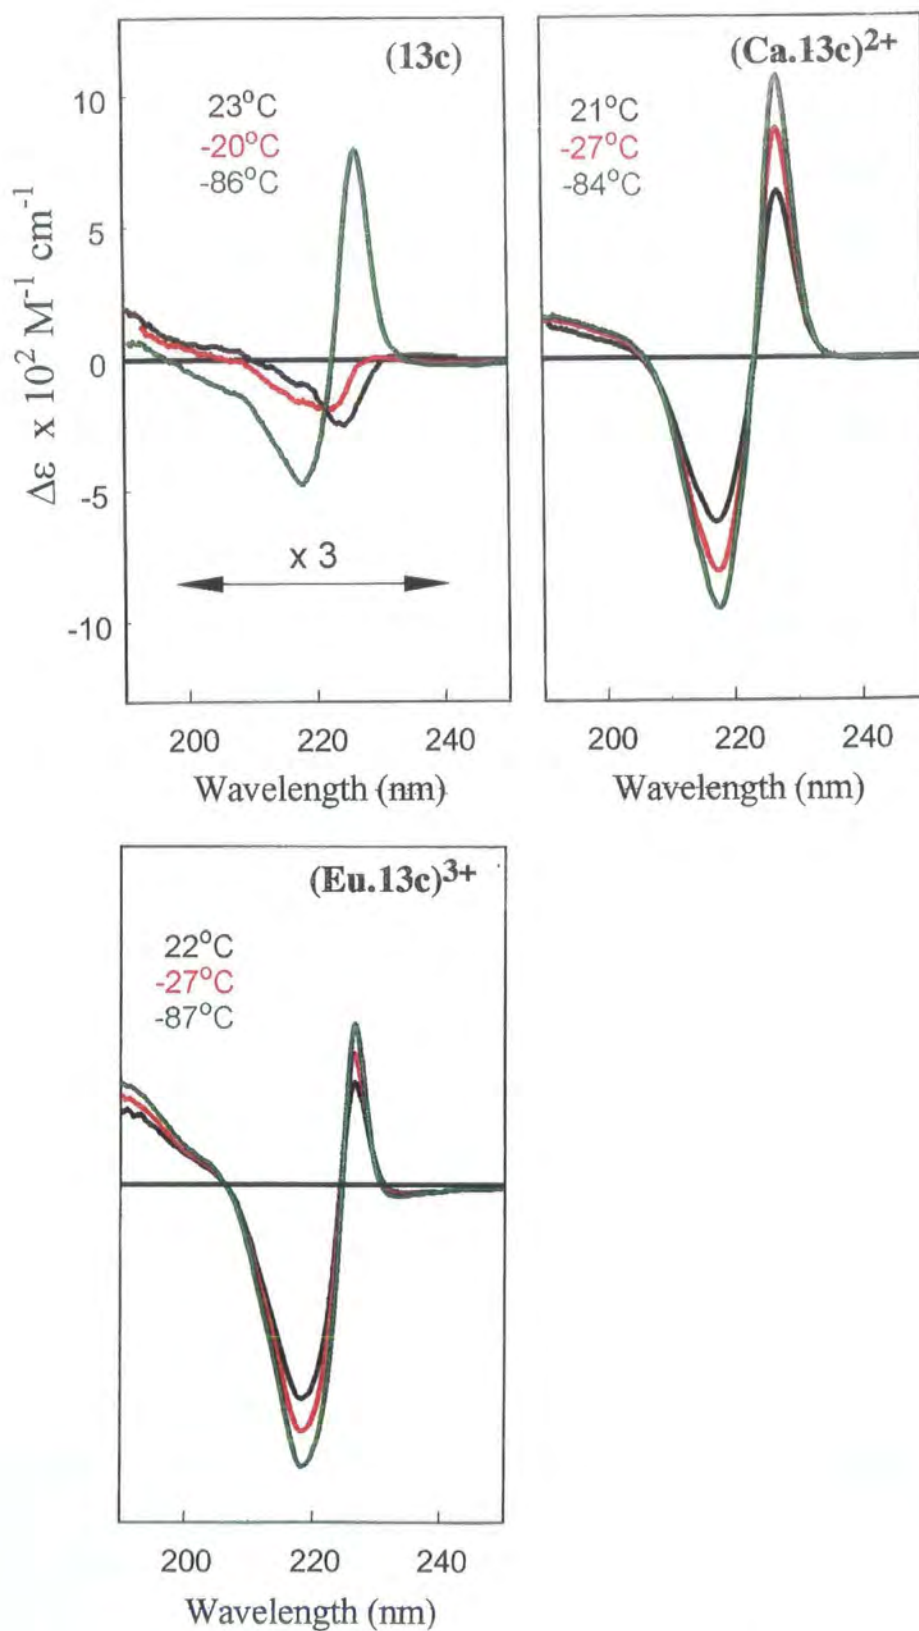 (13c)
23°C
-20°C
-86°C
10
5
0
-5
-10
Δε x 10² M⁻¹ cm⁻¹
x 3
200 220 240
Wavelength (nm)
(Ca.13c)²⁺
21°C
-27°C
-84°C
200 220 240
Wavelength (nm)
(Eu.13c)³⁺
22°C
-27°C
-87°C
200 220 240
Wavelength (nm)